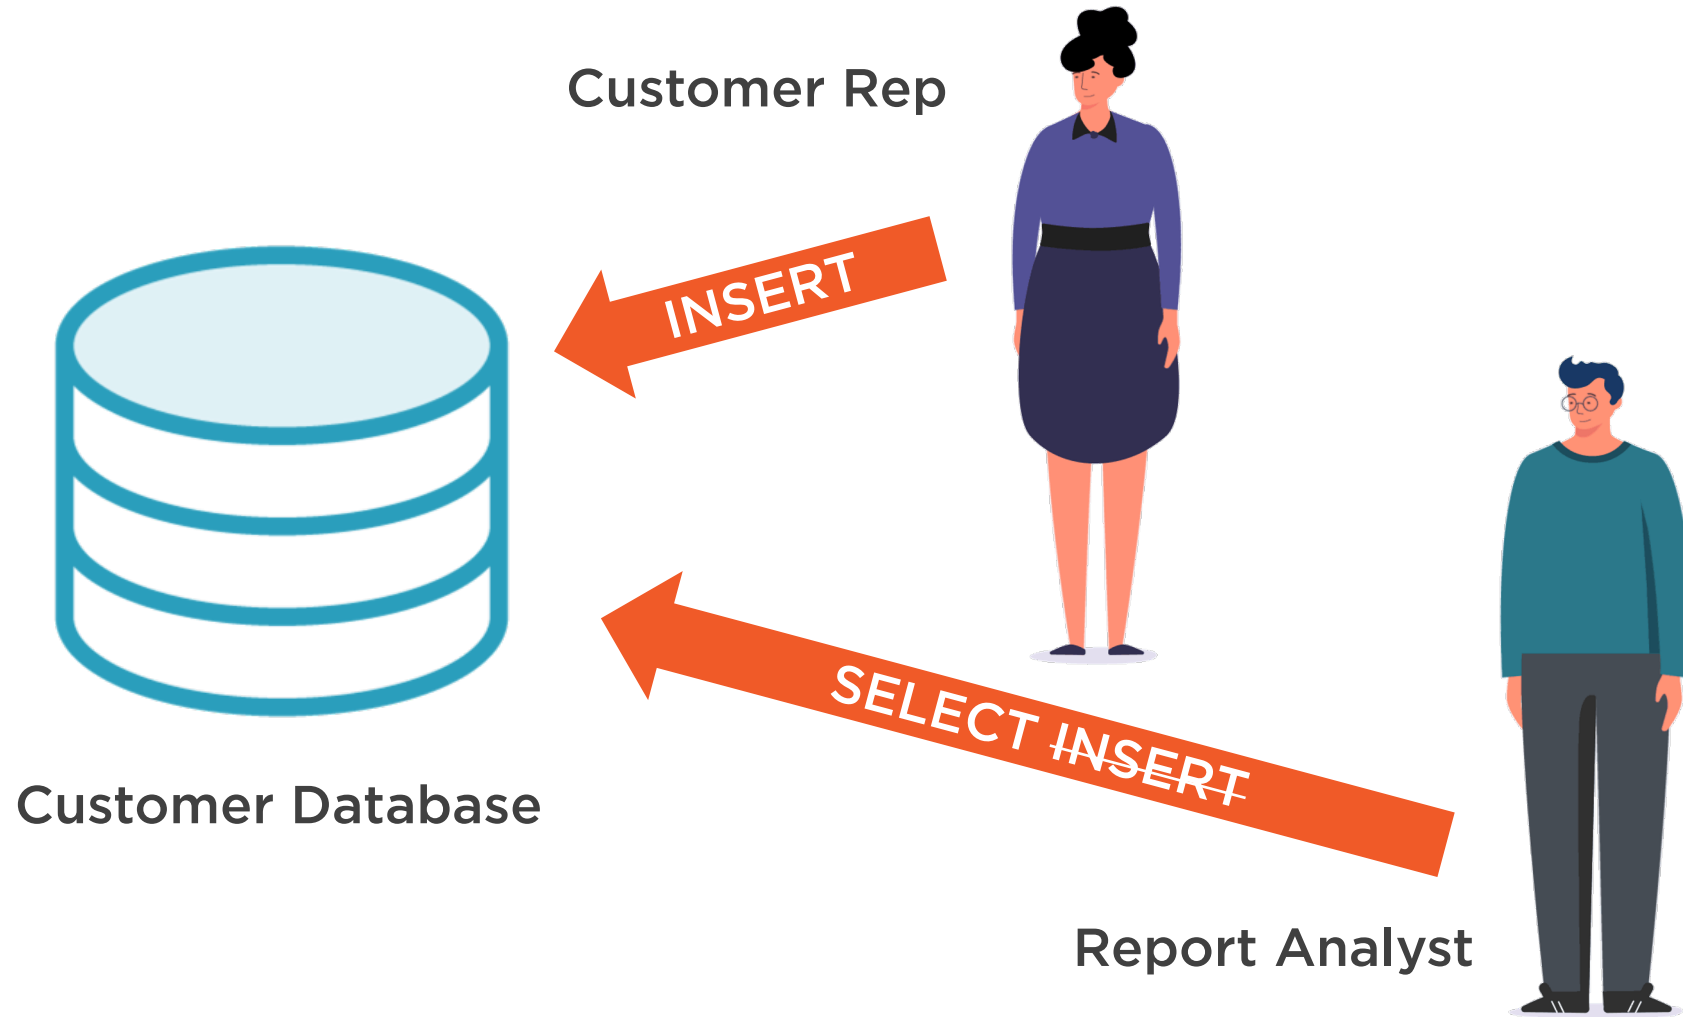 Customer Rep
INSERT
SELECT INSERT
Customer Database
Report Analyst